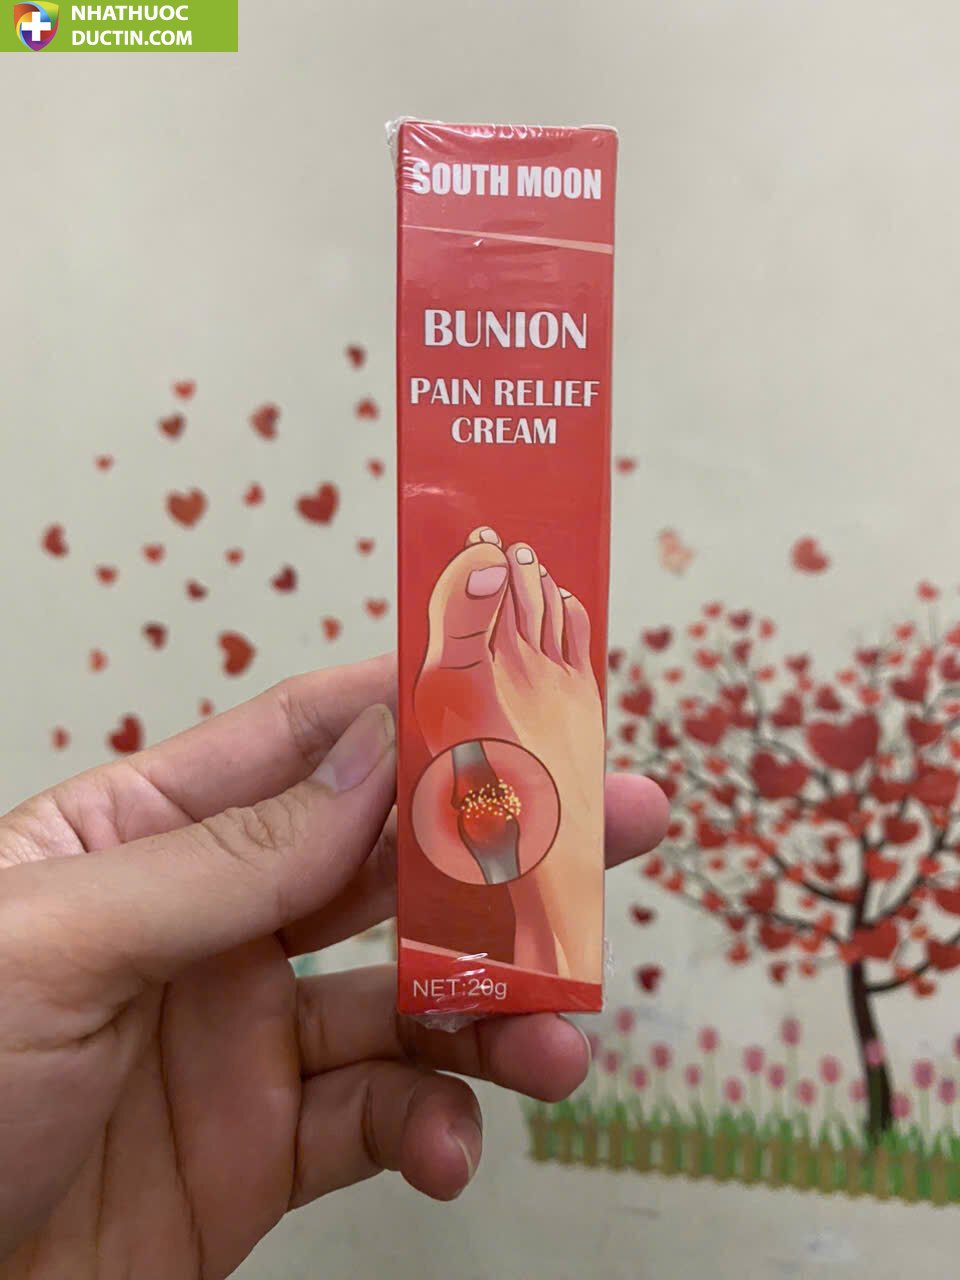 NHATHUOC
DUCTIN.COM
SOUTH MOON
BUNION
PAIN RELIEF
CREAM
NET:20g